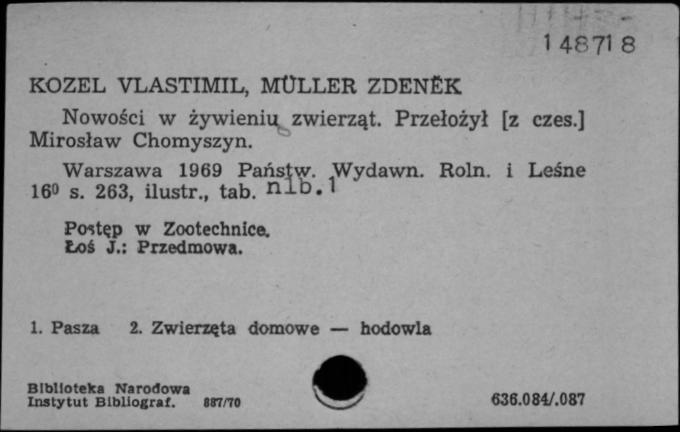 148718
KOZEL VLASTIMIL, MÜLLER ZDENĚK
Nowości w żywieniu zwierząt. Przełożył [z czes.]
Mirosław Chomyszyn.
Warszawa 1969 Państw. Wydawn. Roln. i Leśne
16⁰ s. 263, ilustr., tab. nlb.1
Postęp w Zootechnice.
Łoś J.: Przedmowa.
1. Pasza 2. Zwierzęta domowe — hodowla
Biblioteka Narodowa
Instytut Bibliograf. 887/70
636.084/.087